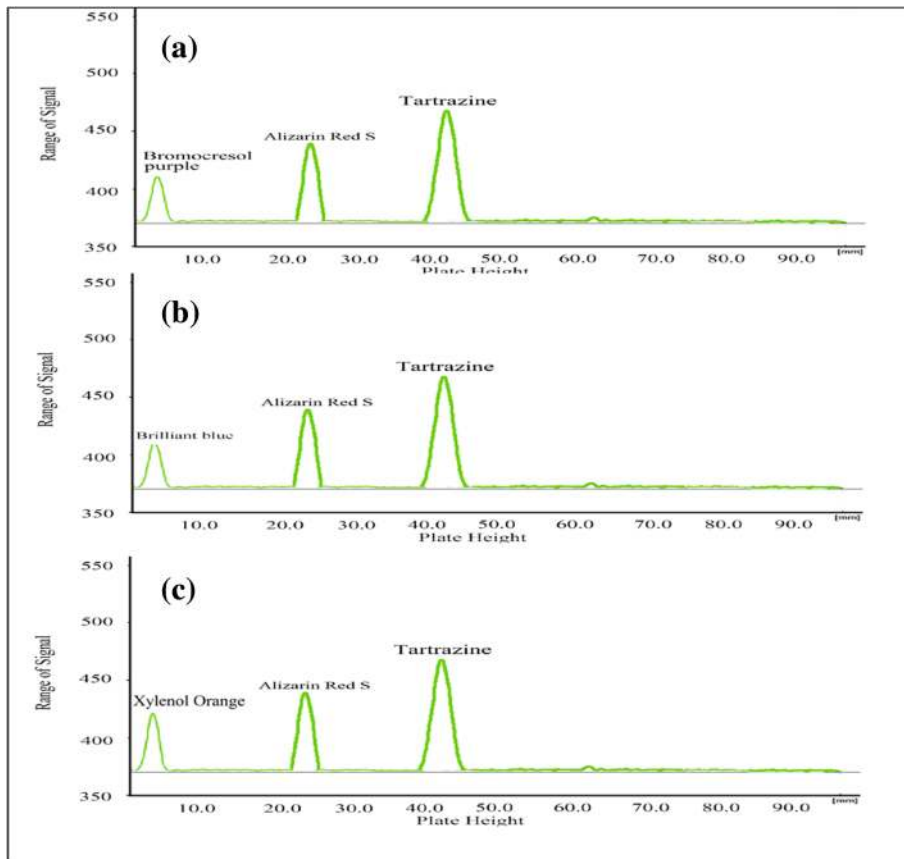 (a)
Range of Signal
550
500
450
400
350
Bromocresol
purple
Alizarin Red S
Tartrazine
10.0 20.0 30.0 40.0 50.0 60.0 70.0 80.0 90.0 [mm]
Plate Height
(b)
Range of Signal
550
500
450
400
350
Brilliant blue
Alizarin Red S
Tartrazine
10.0 20.0 30.0 40.0 50.0 60.0 70.0 80.0 90.0 [mm]
Plate Height
(c)
Range of Signal
550
500
450
400
350
Xylenol Orange
Alizarin Red S
Tartrazine
10.0 20.0 30.0 40.0 50.0 60.0 70.0 80.0 90.0 [mm]
Plate Height